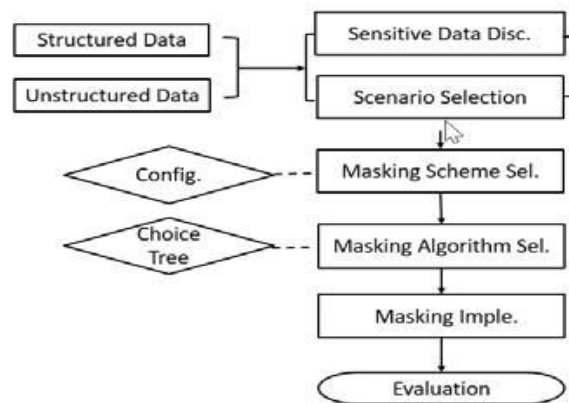 Structured Data
Sensitive Data Disc.
Unstructured Data
Scenario Selection
Config.
Masking Scheme Sel.
Choice
Tree
Masking Algorithm Sel.
Masking Imple.
Evaluation